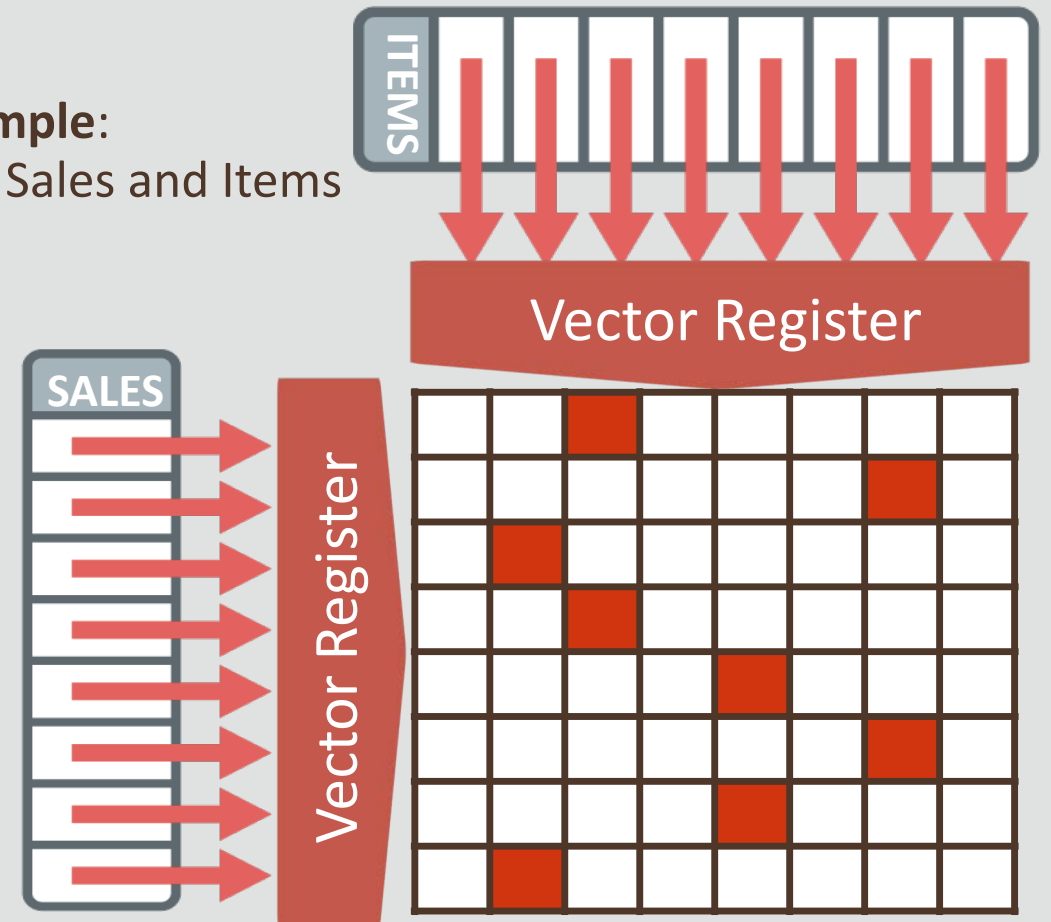 mple:
Sales and Items
ITEMS
Vector Register
SALES
Vector Register